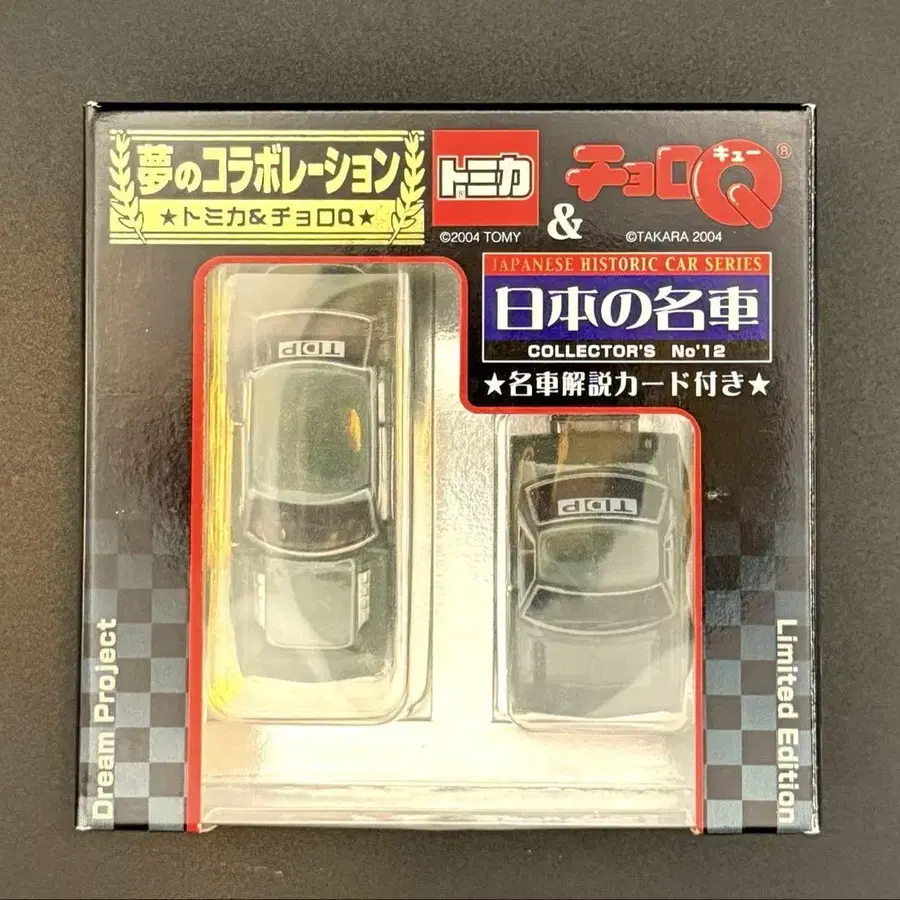 夢のコラボレーション
★トミカ&チョロQ★
トミカ
&
チョロQ
キュー
®
©2004 TOMY
©TAKARA 2004
JAPANESE HISTORIC CAR SERIES
日本の名車
COLLECTOR'S No'12
★名車解説カード付き★
TDP
TDP
Dream Project
Limited Edition